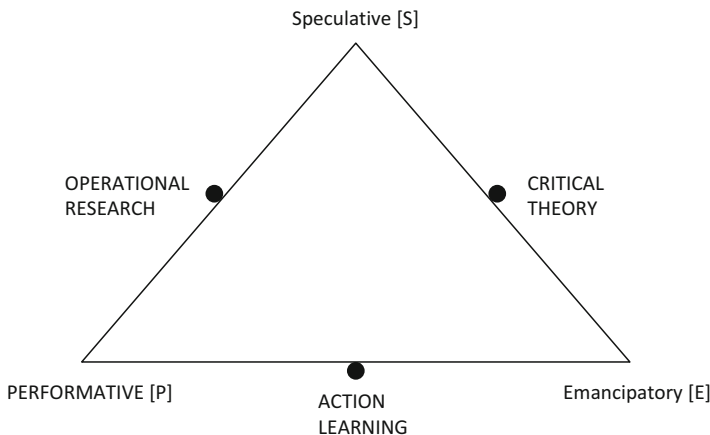 Speculative [S]
OPERATIONAL
RESEARCH
CRITICAL
THEORY
PERFORMATIVE [P]
ACTION
LEARNING
Emancipatory [E]